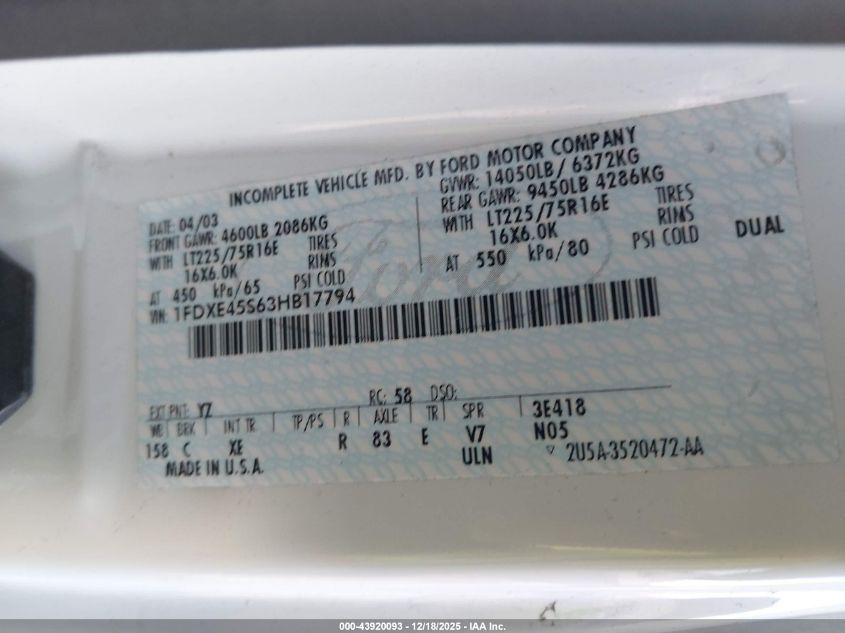 INCOMPLETE VEHICLE MFD. BY FORD MOTOR COMPANY
DATE: 04/03 GVWR: 14050LB/ 6372KG
FRONT GAWR: 4600LB 2086KG REAR GAWR: 9450LB 4286KG
WITH LT225/75R16E TIRES WITH LT225/75R16E TIRES
16X6.0K RIMS 16X6.0K RIMS DUAL
AT 450 kPa/65 PSI COLD AT 550 kPa/80 PSI COLD
VIN: 1FDXE45S63HB17794
Ford
EXT PNT: YZ RC: 58 DSO:
WB BRK INT TR TP/PS R AXLE TR SPR 3E418
158 C XE R 83 E V7 N05
MADE IN U.S.A. ULN 2U5A-3520472-AA
000-43920093 - 12/18/2025 - IAA Inc.